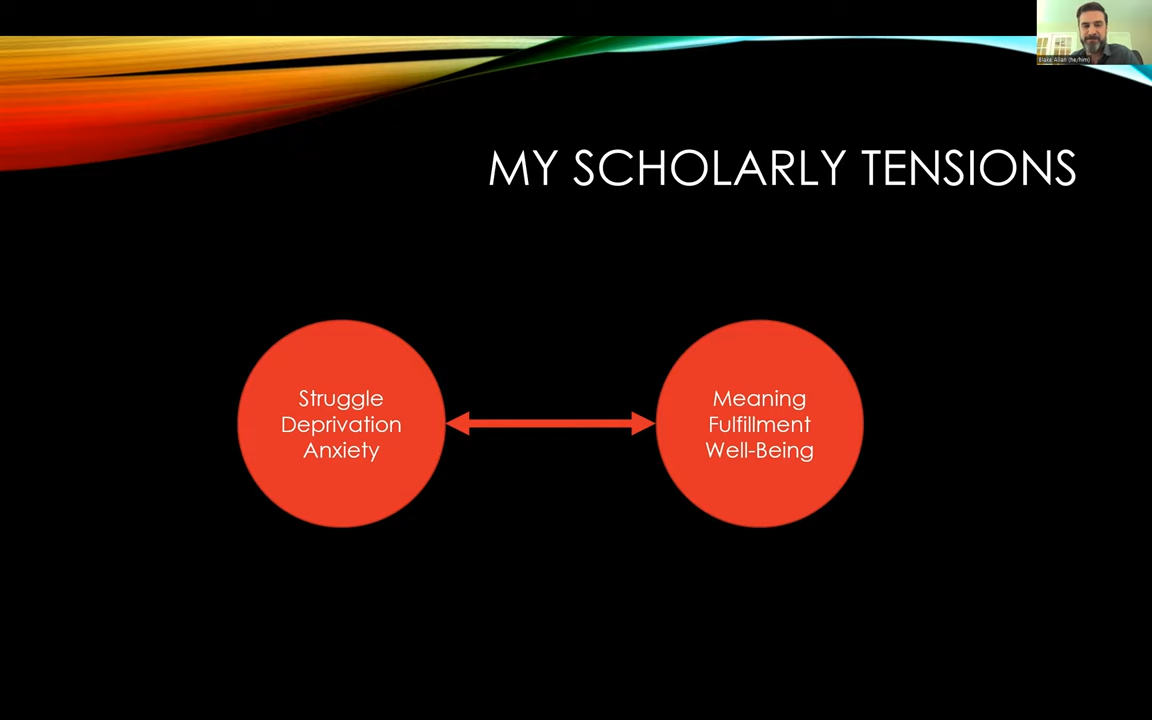 Blake Allan (he/him)
MY SCHOLARLY TENSIONS
Struggle
Deprivation
Anxiety
Meaning
Fulfillment
Well-Being